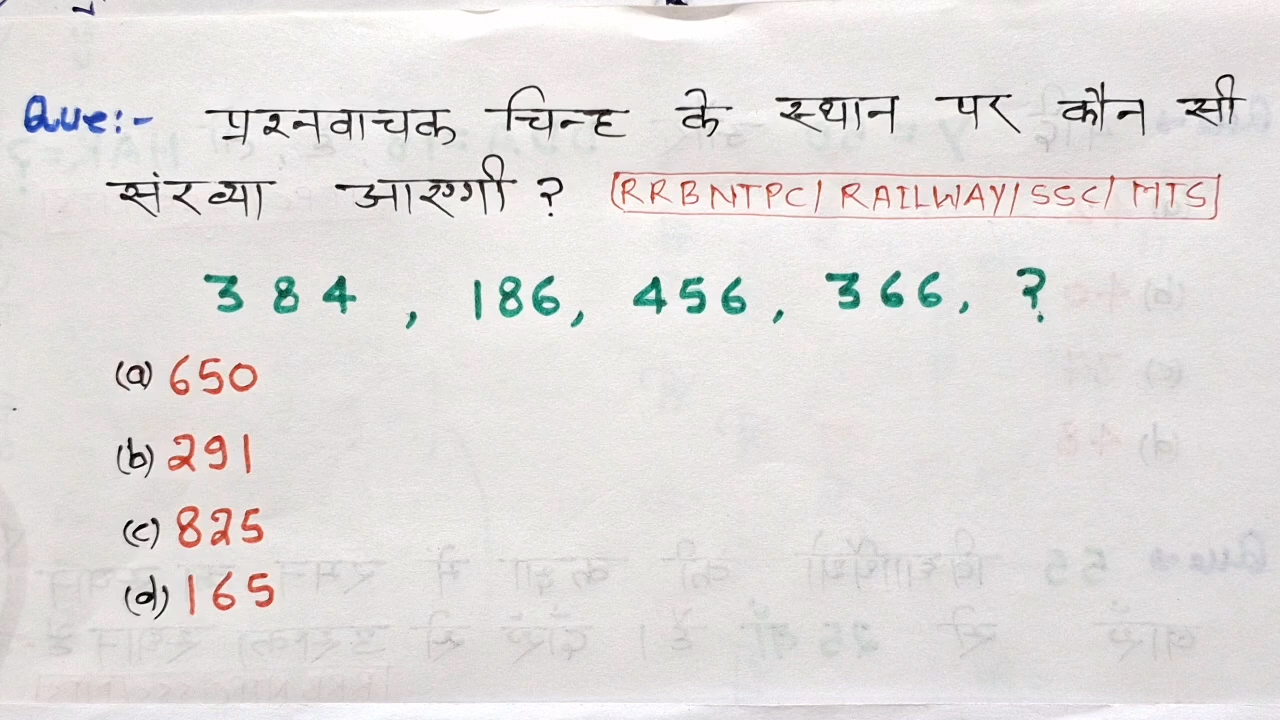 Que:- प्रश्नवाचक चिन्ह के स्थान पर कौन सी
संख्या आएगी ? [RRBNTPC/ RAILWAY/ SSC/ MTS]
384 , 186, 456, 366, ?
(a) 650
(b) 291
(c) 825
(d) 165